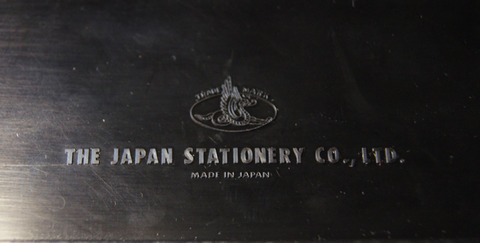 TRADE MARK
THE JAPAN STATIONERY CO., LTD.
MADE IN JAPAN